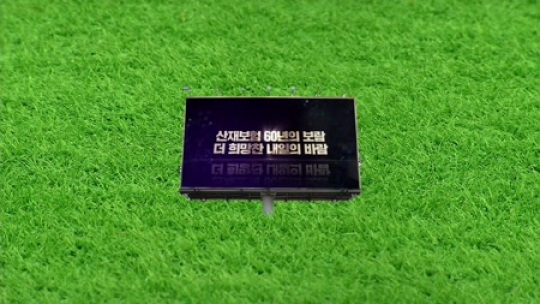 산재보험 60년의 보람
더 희망찬 내일의 바람